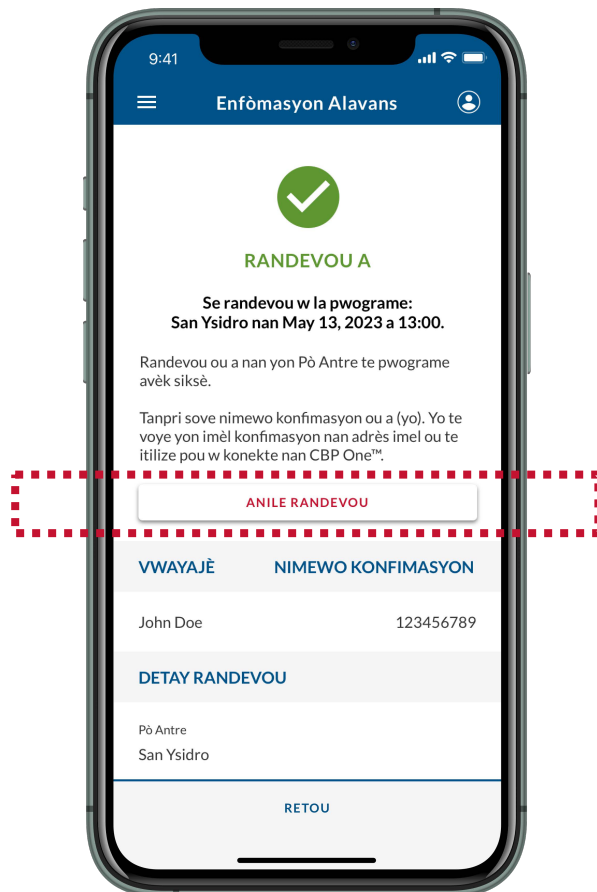 9:41
Enfòmasyon Alavans
RANDEVOU A
Se randevou w la pwograme:
San Ysidro nan May 13, 2023 a 13:00.
Randevou ou a nan yon Pò Antre te pwograme
avèk siksè.
Tanpri sove nimewo konfimasyon ou a (yo). Yo te
voye yon imèl konfimasyon nan adrès imel ou te
itilize pou w konekte nan CBP One™.
ANILE RANDEVOU
VWAYAJÈ NIMEWO KONFIMASYON
John Doe 123456789
DETAY RANDEVOU
Pò Antre
San Ysidro
RETOU